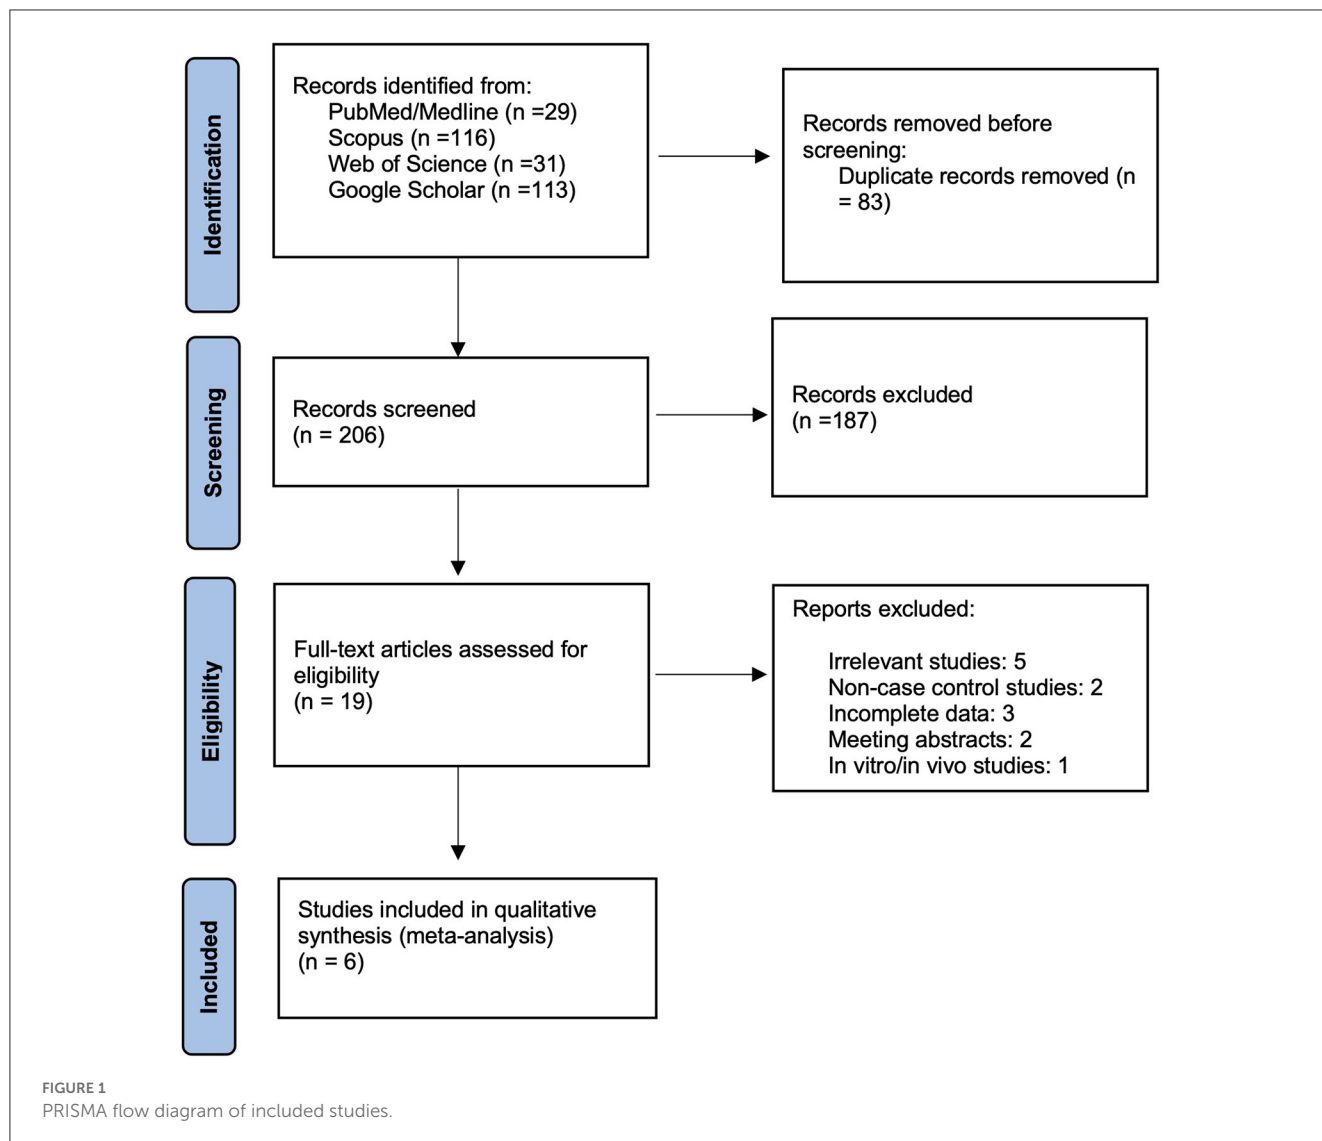 Identification
Records identified from:
PubMed/Medline (n =29)
Scopus (n =116)
Web of Science (n =31)
Google Scholar (n =113)
Records removed before
screening:
Duplicate records removed (n
= 83)
Screening
Records screened
(n = 206)
Records excluded
(n =187)
Eligibility
Full-text articles assessed for
eligibility
(n = 19)
Reports excluded:
Irrelevant studies: 5
Non-case control studies: 2
Incomplete data: 3
Meeting abstracts: 2
In vitro/in vivo studies: 1
Included
Studies included in qualitative
synthesis (meta-analysis)
(n = 6)
FIGURE 1
PRISMA flow diagram of included studies.